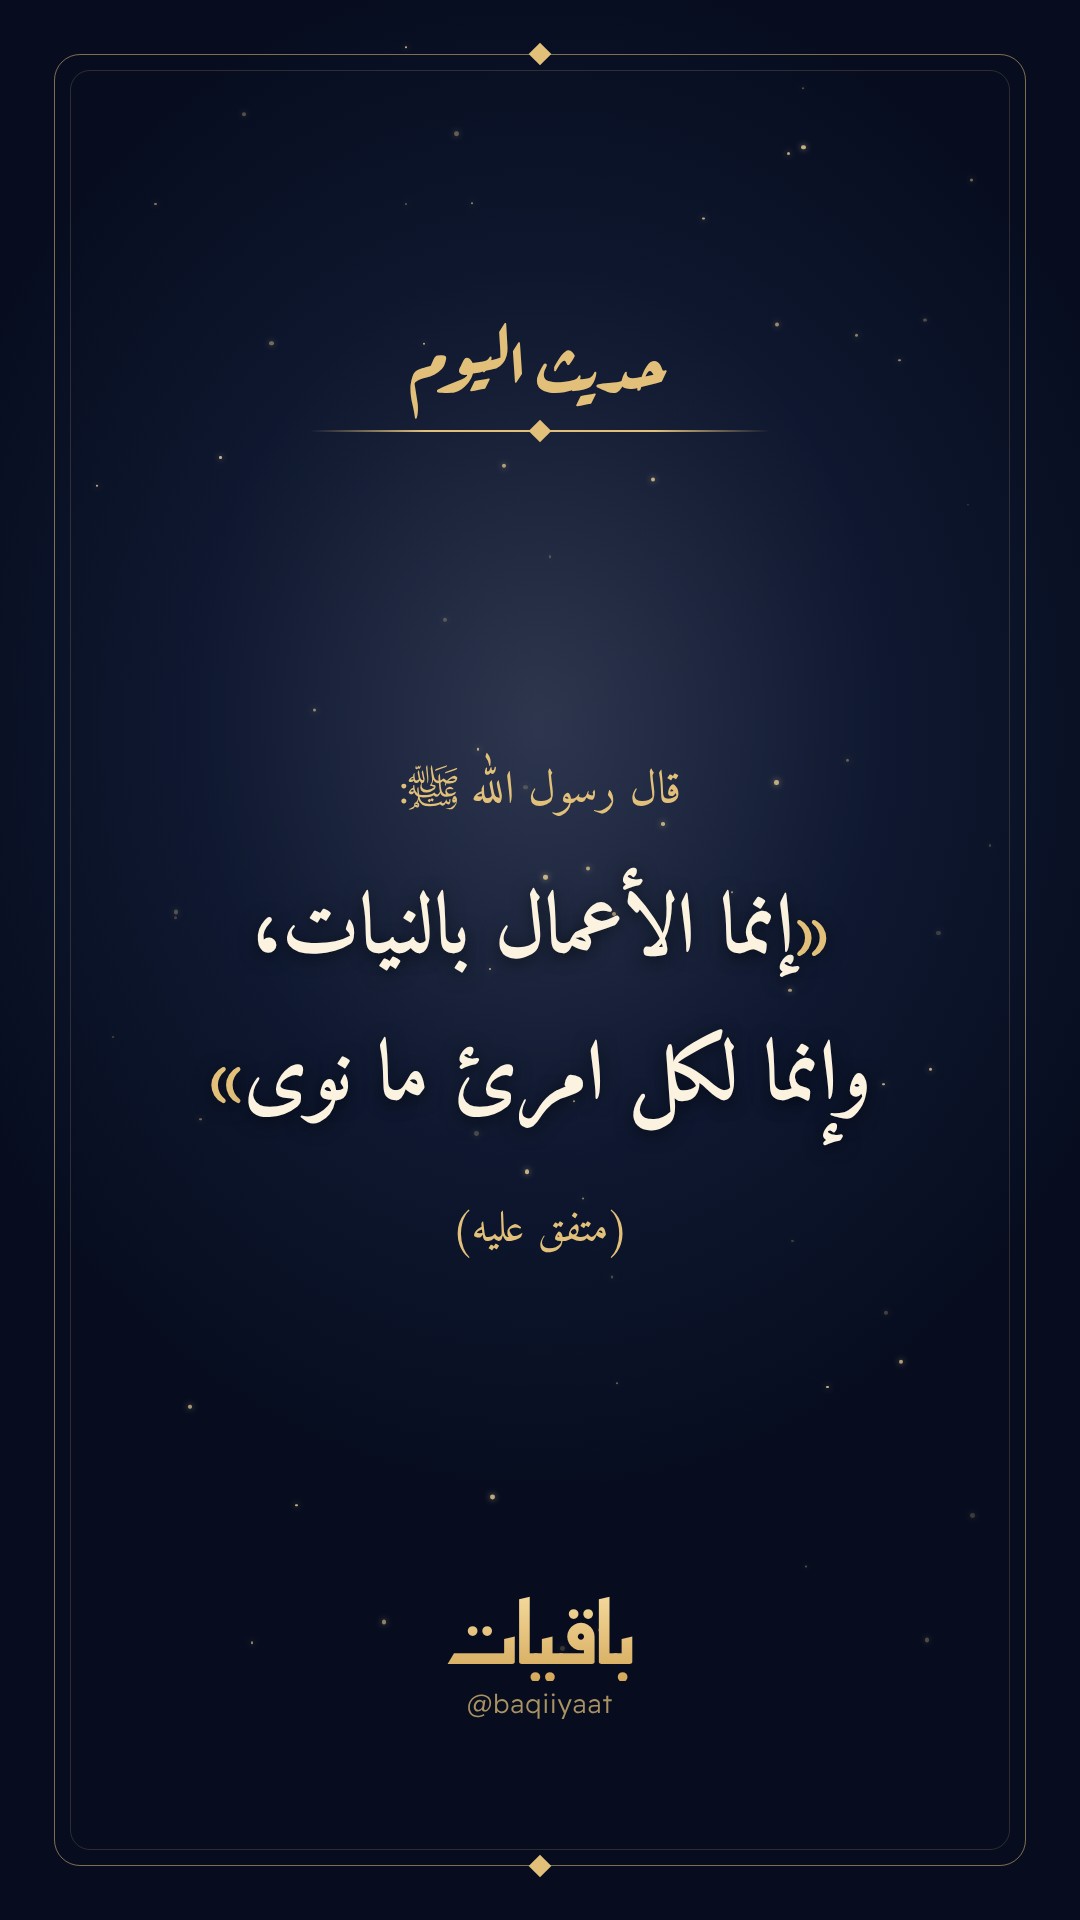 حديث اليوم
قال رسول الله ﷺ:
«إنما الأعمال بالنيات،
وإنما لكل امرئ ما نوى»
(متفق عليه)
باقيات
@baqiiyaat